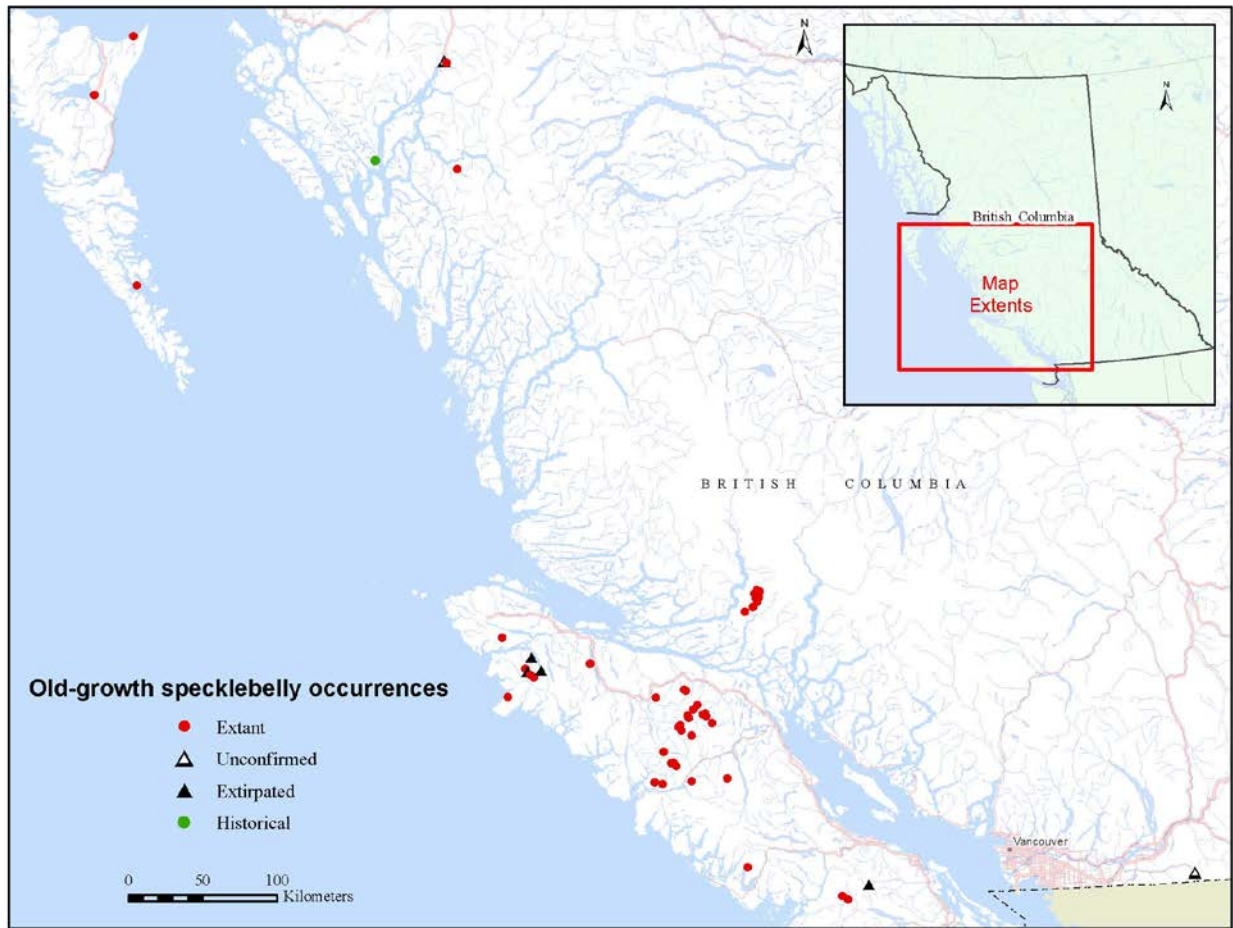 N
N
British Columbia
Map
Extents
BRITISH COLUMBIA
Old-growth specklebelly occurrences
Extant
Unconfirmed
Extirpated
Historical
0 50 100
Kilometers
Vancouver